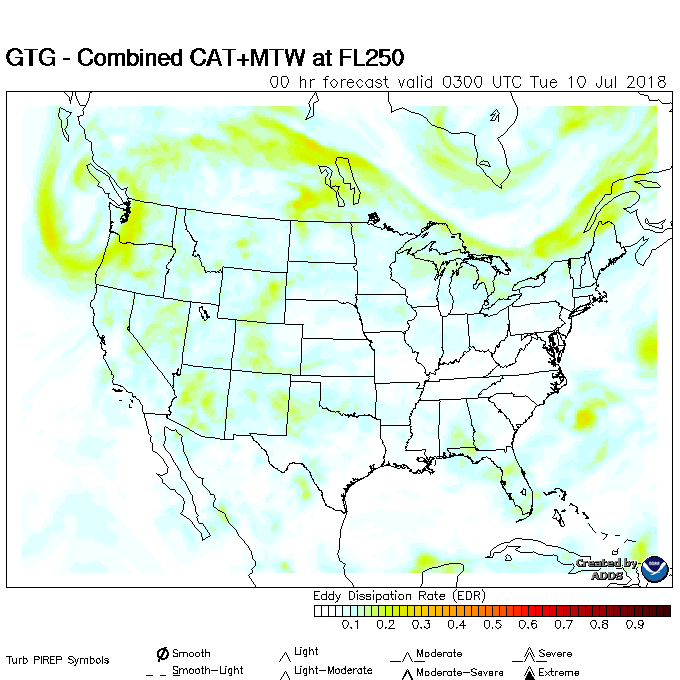 GTG - Combined CAT+MTW at FL250
00 hr forecast valid 0300 UTC Tue 10 Jul 2018
Created by
ADDS
Eddy Dissipation Rate (EDR)
0.1 0.2 0.3 0.4 0.5 0.6 0.7 0.8 0.9
Turb PIREP Symbols
Smooth Light Moderate Severe
Smooth-Light Light-Moderate Moderate-Severe Extreme